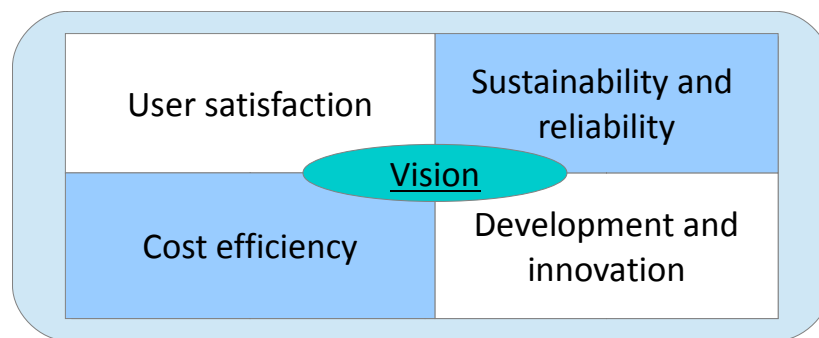 User satisfaction
Sustainability and
reliability
Vision
Cost efficiency
Development and
innovation